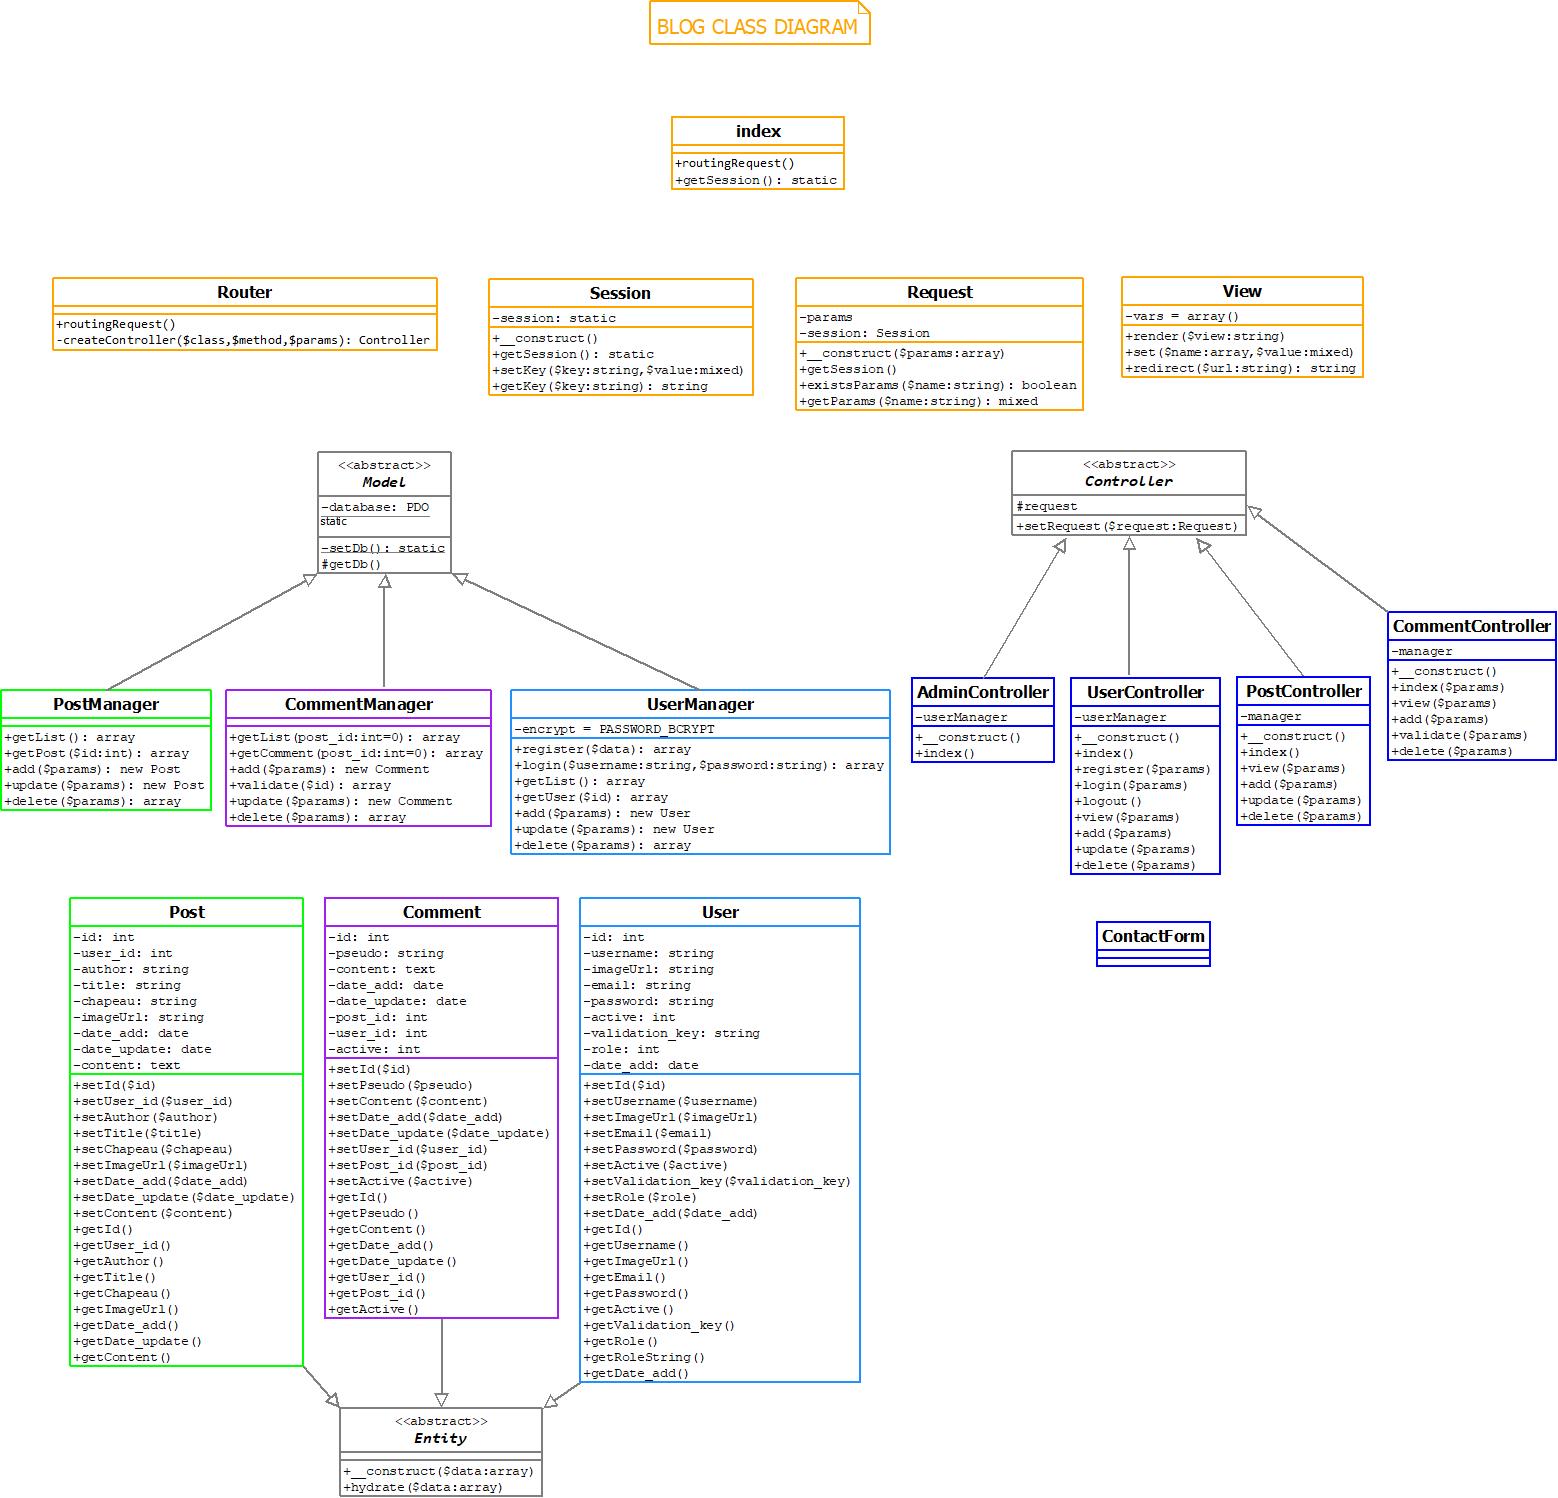 BLOG CLASS DIAGRAM
index
+routingRequest()
+getSession(): static
Router
+routingRequest()
-createController($class,$method,$params): Controller
Session
-session: static
+__construct()
+getSession(): static
+setKey($key:string,$value:mixed)
+getKey($key:string): string
Request
-params
-session: Session
+__construct($params:array)
+getSession()
+existsParams($name:string): boolean
+getParams($name:string): mixed
View
-vars = array()
+render($view:string)
+set($name:array,$value:mixed)
+redirect($url:string): string
<<abstract>>
Model
-database: PDO
static
-setDb(): static
#getDb()
<<abstract>>
Controller
#request
+setRequest($request:Request)
PostManager
+getList(): array
+getPost($id:int): array
+add($params): new Post
+update($params): new Post
+delete($params): array
CommentManager
+getList(post_id:int=0): array
+getComment(post_id:int=0): array
+add($params): new Comment
+validate($id): array
+update($params): new Comment
+delete($params): array
UserManager
-encrypt = PASSWORD_BCRYPT
+register($data): array
+login($username:string,$password:string): array
+getList(): array
+getUser($id): array
+add($params): new User
+update($params): new User
+delete($params): array
AdminController
-userManager
+__construct()
+index()
UserController
-userManager
+__construct()
+index()
+register($params)
+login($params)
+logout()
+view($params)
+add($params)
+update($params)
+delete($params)
PostController
-manager
+__construct()
+index()
+view($params)
+add($params)
+update($params)
+delete($params)
CommentController
-manager
+__construct()
+index($params)
+view($params)
+add($params)
+validate($params)
+delete($params)
Post
-id: int
-user_id: int
-author: string
-title: string
-chapeau: string
-imageUrl: string
-date_add: date
-date_update: date
-content: text
+setId($id)
+setUser_id($user_id)
+setAuthor($author)
+setTitle($title)
+setChapeau($chapeau)
+setImageUrl($imageUrl)
+setDate_add($date_add)
+setDate_update($date_update)
+setContent($content)
+getId()
+getUser_id()
+getAuthor()
+getTitle()
+getChapeau()
+getImageUrl()
+getDate_add()
+getDate_update()
+getContent()
Comment
-id: int
-pseudo: string
-content: text
-date_add: date
-date_update: date
-post_id: int
-user_id: int
-active: int
+setId($id)
+setPseudo($pseudo)
+setContent($content)
+setDate_add($date_add)
+setDate_update($date_update)
+setUser_id($user_id)
+setPost_id($post_id)
+setActive($active)
+getId()
+getPseudo()
+getContent()
+getDate_add()
+getDate_update()
+getUser_id()
+getPost_id()
+getActive()
User
-id: int
-username: string
-imageUrl: string
-email: string
-password: string
-active: int
-validation_key: string
-role: int
-date_add: date
+setId($id)
+setUsername($username)
+setImageUrl($imageUrl)
+setEmail($email)
+setPassword($password)
+setActive($active)
+setValidation_key($validation_key)
+setRole($role)
+setDate_add($date_add)
+getId()
+getUsername()
+getImageUrl()
+getEmail()
+getPassword()
+getActive()
+getValidation_key()
+getRole()
+getRoleString()
+getDate_add()
ContactForm
<<abstract>>
Entity
+__construct($data:array)
+hydrate($data:array)